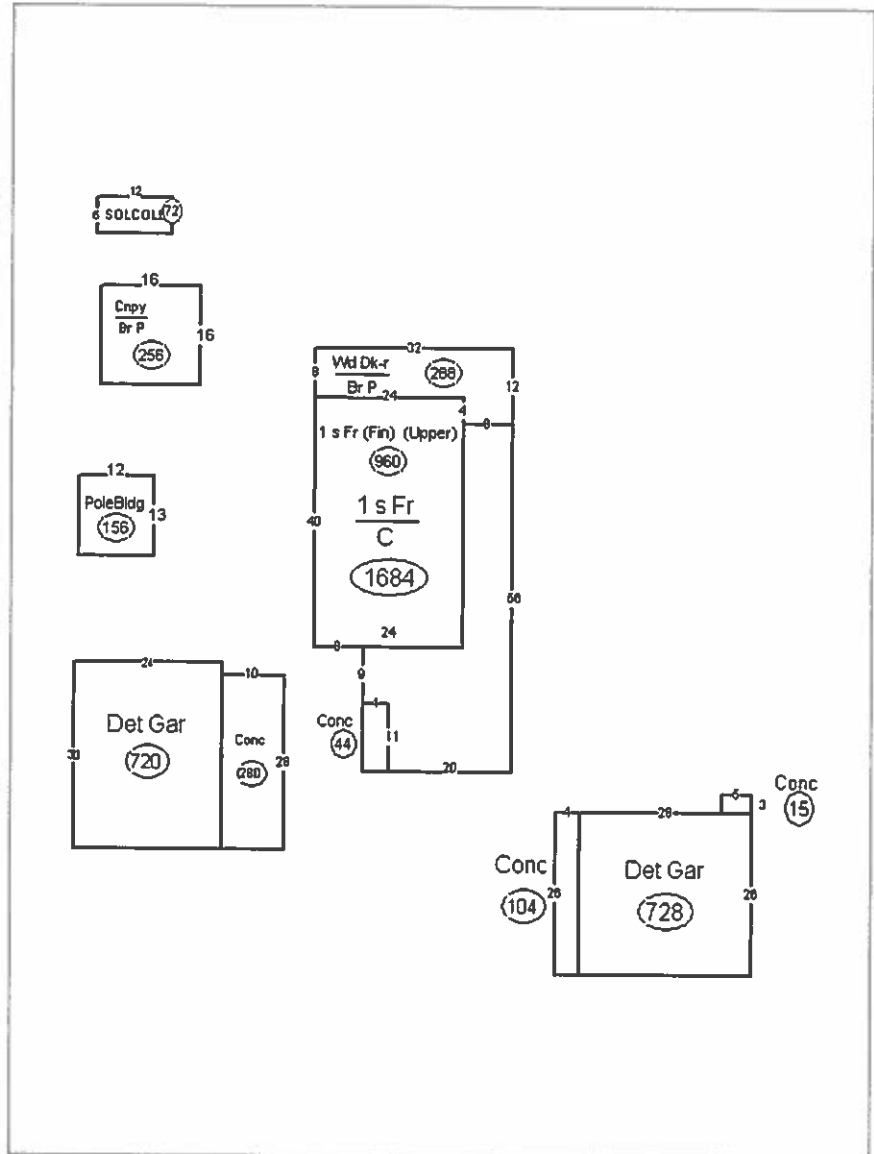 12
6 SOLCOLE 72
16
Cnpy
Br P
16
256
32
8 Wd Dk-r 288
Br P
12
24
4
8
1 s Fr (Fin) (Upper)
960
12
PoleBldg
13
156
40
1 s Fr
C
1684
56
24
8
9
24
10
Det Gar
720
30
Conc
280
28
4
Conc
44
11
20
5
3
Conc
15
4
28
Conc
104
26
Det Gar
728
26